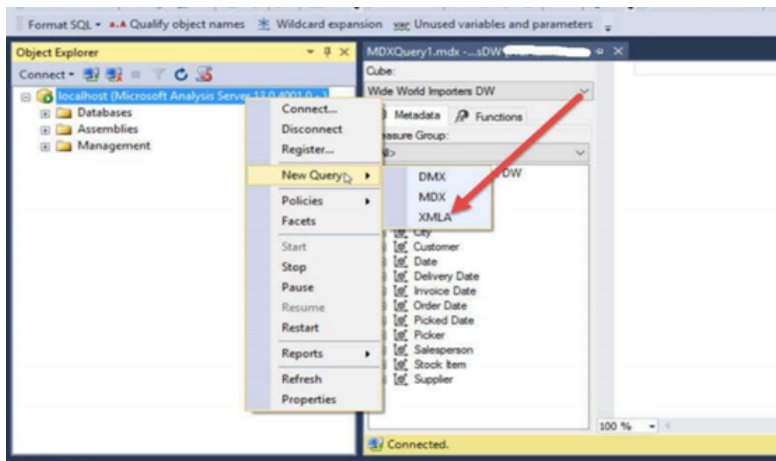 Format SQL
a.A Qualify object names
Wildcard expansion
var Unused variables and parameters
Object Explorer
Connect
localhost (Microsoft Analysis Server 13.0.4001.0 - )
Databases
Assemblies
Management
Connect...
Disconnect
Register...
New Query
Policies
Facets
Start
Stop
Pause
Resume
Restart
Reports
Refresh
Properties
DMX
MDX
XMLA
MDXQuery1.mdx -...sDW
Cube:
Wide World Importers DW
Metadata
Functions
Group:
DW
City
Customer
Date
Delivery Date
Invoice Date
Order Date
Picked Date
Picker
Salesperson
Stock Item
Supplier
100 %
Connected.